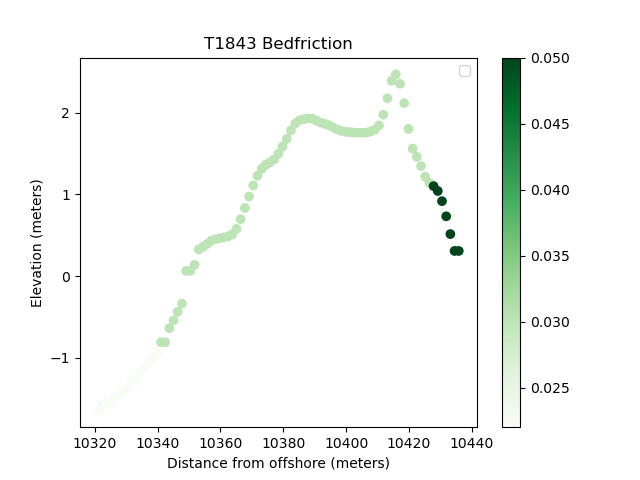 T1843 Bedfriction
2
1
0
−1
Elevation (meters)
10320 10340 10360 10380 10400 10420 10440
Distance from offshore (meters)
0.050
0.045
0.040
0.035
0.030
0.025